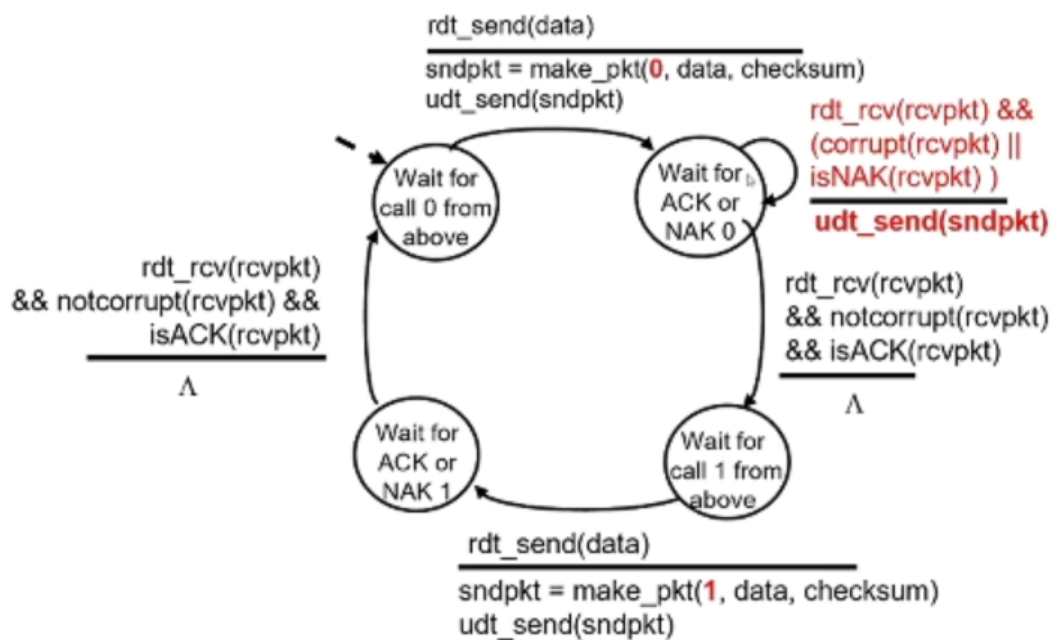 rdt_send(data)
sndpkt = make_pkt(0, data, checksum)
udt_send(sndpkt)
rdt_rcv(rcvpkt) &&
(corrupt(rcvpkt) ||
isNAK(rcvpkt) )
udt_send(sndpkt)
Wait for
call 0 from
above
Wait for
ACK or
NAK 0
rdt_rcv(rcvpkt)
&& notcorrupt(rcvpkt) &&
isACK(rcvpkt)
Λ
rdt_rcv(rcvpkt)
&& notcorrupt(rcvpkt)
&& isACK(rcvpkt)
Λ
Wait for
ACK or
NAK 1
Wait for
call 1 from
above
rdt_send(data)
sndpkt = make_pkt(1, data, checksum)
udt_send(sndpkt)